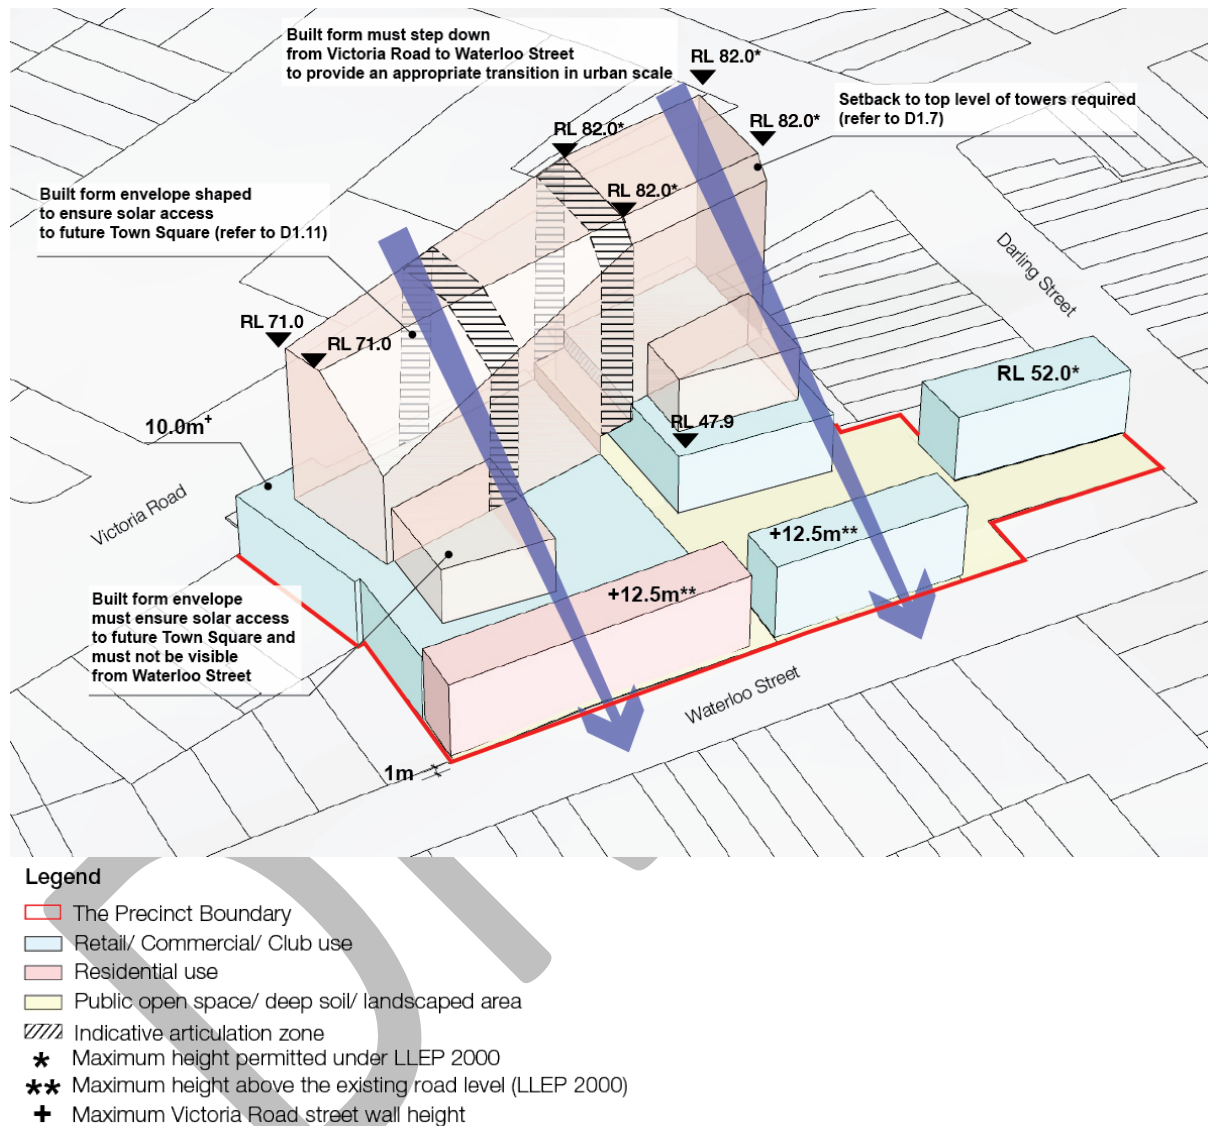 Built form must step down
from Victoria Road to Waterloo Street
to provide an appropriate transition in urban scale
RL 82.0*
Setback to top level of towers required
(refer to D1.7)
RL 82.0*
RL 82.0*
RL 82.0*
Built form envelope shaped
to ensure solar access
to future Town Square (refer to D1.11)
Darling Street
RL 71.0
RL 71.0
RL 52.0*
10.0m+
RL 47.9
Victoria Road
+12.5m**
+12.5m**
Built form envelope
must ensure solar access
to future Town Square and
must not be visible
from Waterloo Street
Waterloo Street
1m
Legend
The Precinct Boundary
Retail/ Commercial/ Club use
Residential use
Public open space/ deep soil/ landscaped area
Indicative articulation zone
* Maximum height permitted under LLEP 2000
** Maximum height above the existing road level (LLEP 2000)
+ Maximum Victoria Road street wall height